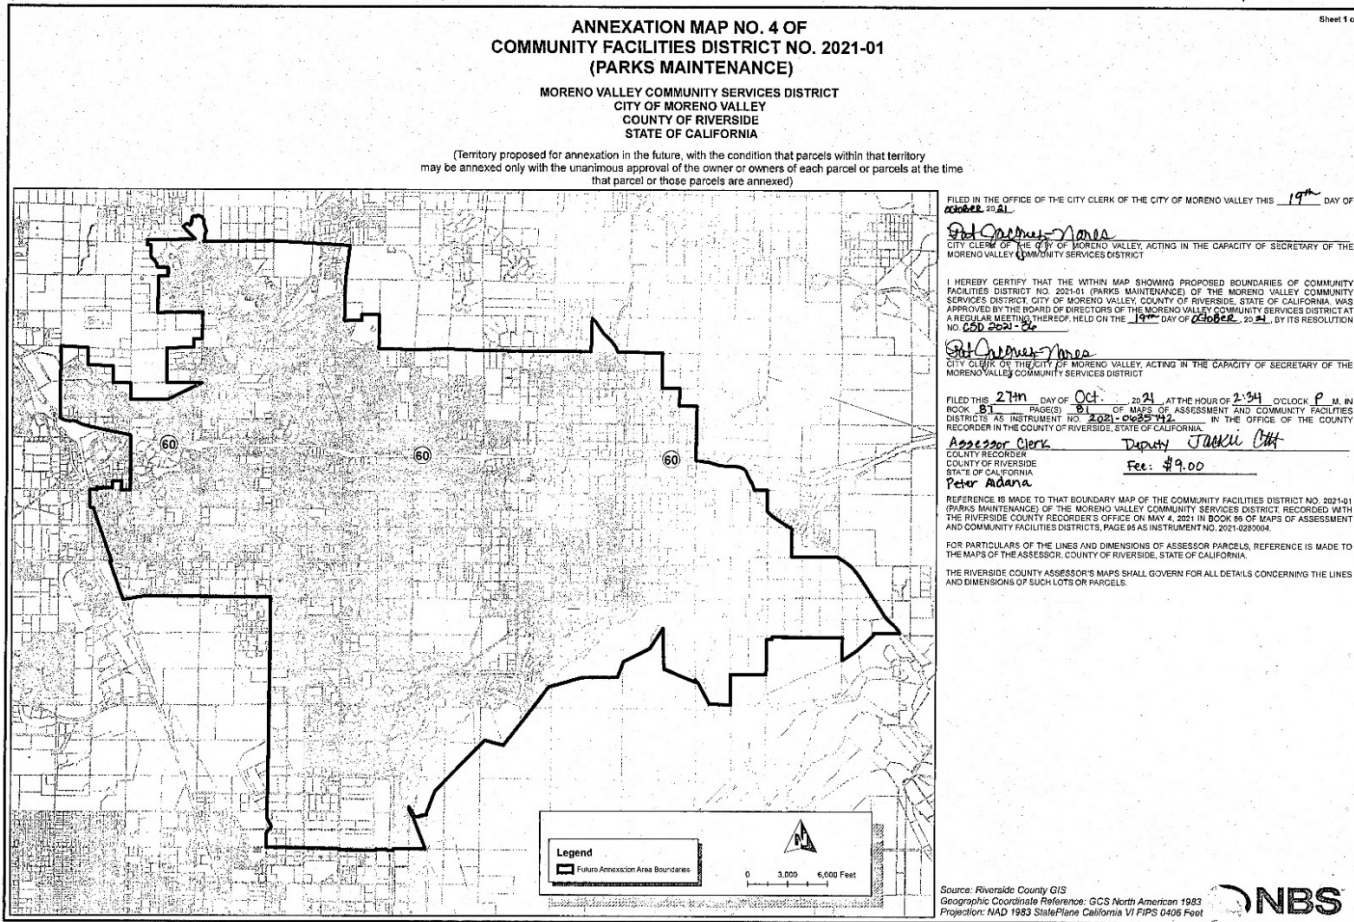 Sheet 1 o
ANNEXATION MAP NO. 4 OF
COMMUNITY FACILITIES DISTRICT NO. 2021-01
(PARKS MAINTENANCE)
MORENO VALLEY COMMUNITY SERVICES DISTRICT
CITY OF MORENO VALLEY
COUNTY OF RIVERSIDE
STATE OF CALIFORNIA
(Territory proposed for annexation in the future, with the condition that parcels within that territory
may be annexed only with the unanimous approval of the owner or owners of each parcel or parcels at the time
that parcel or those parcels are annexed)
60
60
60
Legend
Future Annexation Area Boundaries
0 3,000 6,000 Feet
FILED IN THE OFFICE OF THE CITY CLERK OF THE CITY OF MORENO VALLEY THIS 19th DAY OF
October 2021.
Pat Jacquez-Nares
CITY CLERK OF THE CITY OF MORENO VALLEY, ACTING IN THE CAPACITY OF SECRETARY OF THE
MORENO VALLEY COMMUNITY SERVICES DISTRICT
I HEREBY CERTIFY THAT THE WITHIN MAP SHOWING PROPOSED BOUNDARIES OF COMMUNITY
FACILITIES DISTRICT NO. 2021-01 (PARKS MAINTENANCE) OF THE MORENO VALLEY COMMUNITY
SERVICES DISTRICT, CITY OF MORENO VALLEY, COUNTY OF RIVERSIDE, STATE OF CALIFORNIA, WAS
APPROVED BY THE BOARD OF DIRECTORS OF THE MORENO VALLEY COMMUNITY SERVICES DISTRICT AT
A REGULAR MEETING THEREOF, HELD ON THE 19th DAY OF October, 2021, BY ITS RESOLUTION
NO. CSD 2021-36
Pat Jacquez-Nares
CITY CLERK OF THE CITY OF MORENO VALLEY, ACTING IN THE CAPACITY OF SECRETARY OF THE
MORENO VALLEY COMMUNITY SERVICES DISTRICT
FILED THIS 27th DAY OF Oct., 2021, AT THE HOUR OF 2:34 O'CLOCK P M, IN
BOOK 87 PAGE(S) 81 OF MAPS OF ASSESSMENT AND COMMUNITY FACILITIES
DISTRICTS AS INSTRUMENT NO. 2021-0635742 IN THE OFFICE OF THE COUNTY
RECORDER IN THE COUNTY OF RIVERSIDE, STATE OF CALIFORNIA.
Assessor Clerk Deputy Jackie
COUNTY RECORDER
COUNTY OF RIVERSIDE Fee: $9.00
STATE OF CALIFORNIA
Peter Aldana
REFERENCE IS MADE TO THAT BOUNDARY MAP OF THE COMMUNITY FACILITIES DISTRICT NO. 2021-01
(PARKS MAINTENANCE) OF THE MORENO VALLEY COMMUNITY SERVICES DISTRICT, RECORDED WITH
THE RIVERSIDE COUNTY RECORDER'S OFFICE ON MAY 4, 2021 IN BOOK 86 OF MAPS OF ASSESSMENT
AND COMMUNITY FACILITIES DISTRICTS, PAGE 95 AS INSTRUMENT NO. 2021-0280004.
FOR PARTICULARS OF THE LINES AND DIMENSIONS OF ASSESSOR PARCELS, REFERENCE IS MADE TO
THE MAPS OF THE ASSESSOR, COUNTY OF RIVERSIDE, STATE OF CALIFORNIA.
THE RIVERSIDE COUNTY ASSESSOR'S MAPS SHALL GOVERN FOR ALL DETAILS CONCERNING THE LINES
AND DIMENSIONS OF SUCH LOTS OR PARCELS.
Source: Riverside County GIS
Geographic Coordinate Reference: GCS North American 1983
Projection: NAD 1983 StatePlane California VI FIPS 0406 Feet
NBS